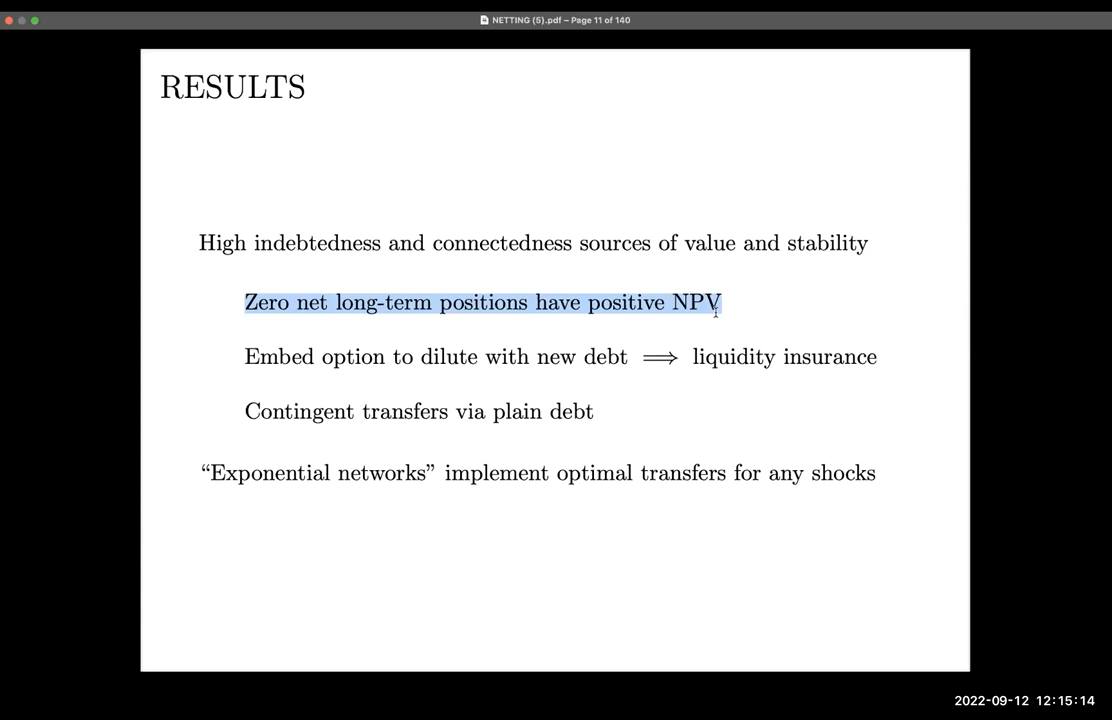 NETTING (5).pdf – Page 11 of 140
RESULTS
High indebtedness and connectedness sources of value and stability
Zero net long-term positions have positive NPV
Embed option to dilute with new debt ⟹ liquidity insurance
Contingent transfers via plain debt
“Exponential networks” implement optimal transfers for any shocks
2022-09-12 12:15:14